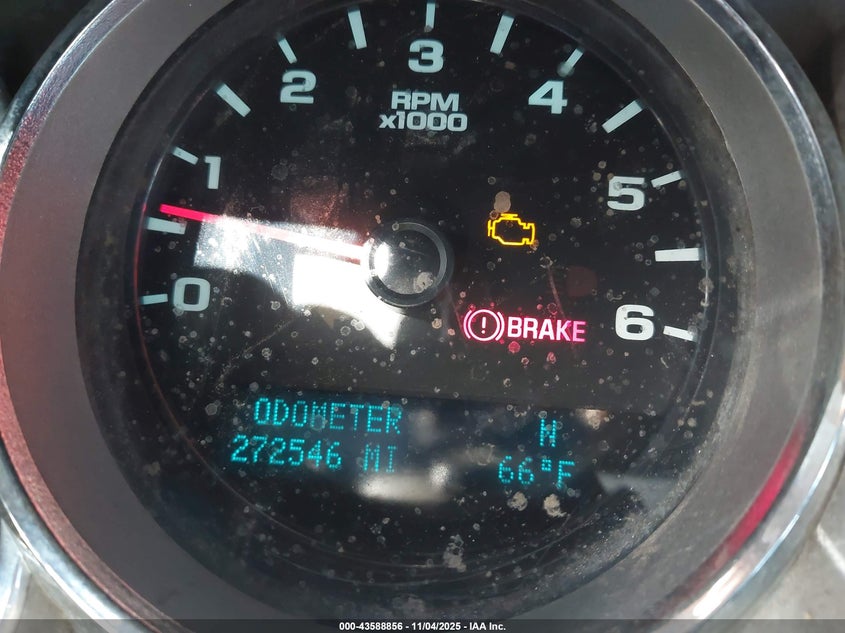 3
2
4
RPM
x1000
1
5
0
6
(!) BRAKE
ODOMETER W
272546 MI 66°F
000-43588856 - 11/04/2025 - IAA Inc.